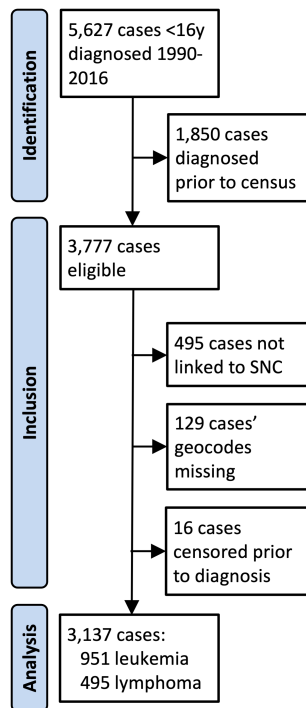 Identification
5,627 cases <16y
diagnosed 1990-
2016
1,850 cases
diagnosed
prior to census
Inclusion
3,777 cases
eligible
495 cases not
linked to SNC
129 cases’
geocodes
missing
16 cases
censored prior
to diagnosis
Analysis
3,137 cases:
951 leukemia
495 lymphoma